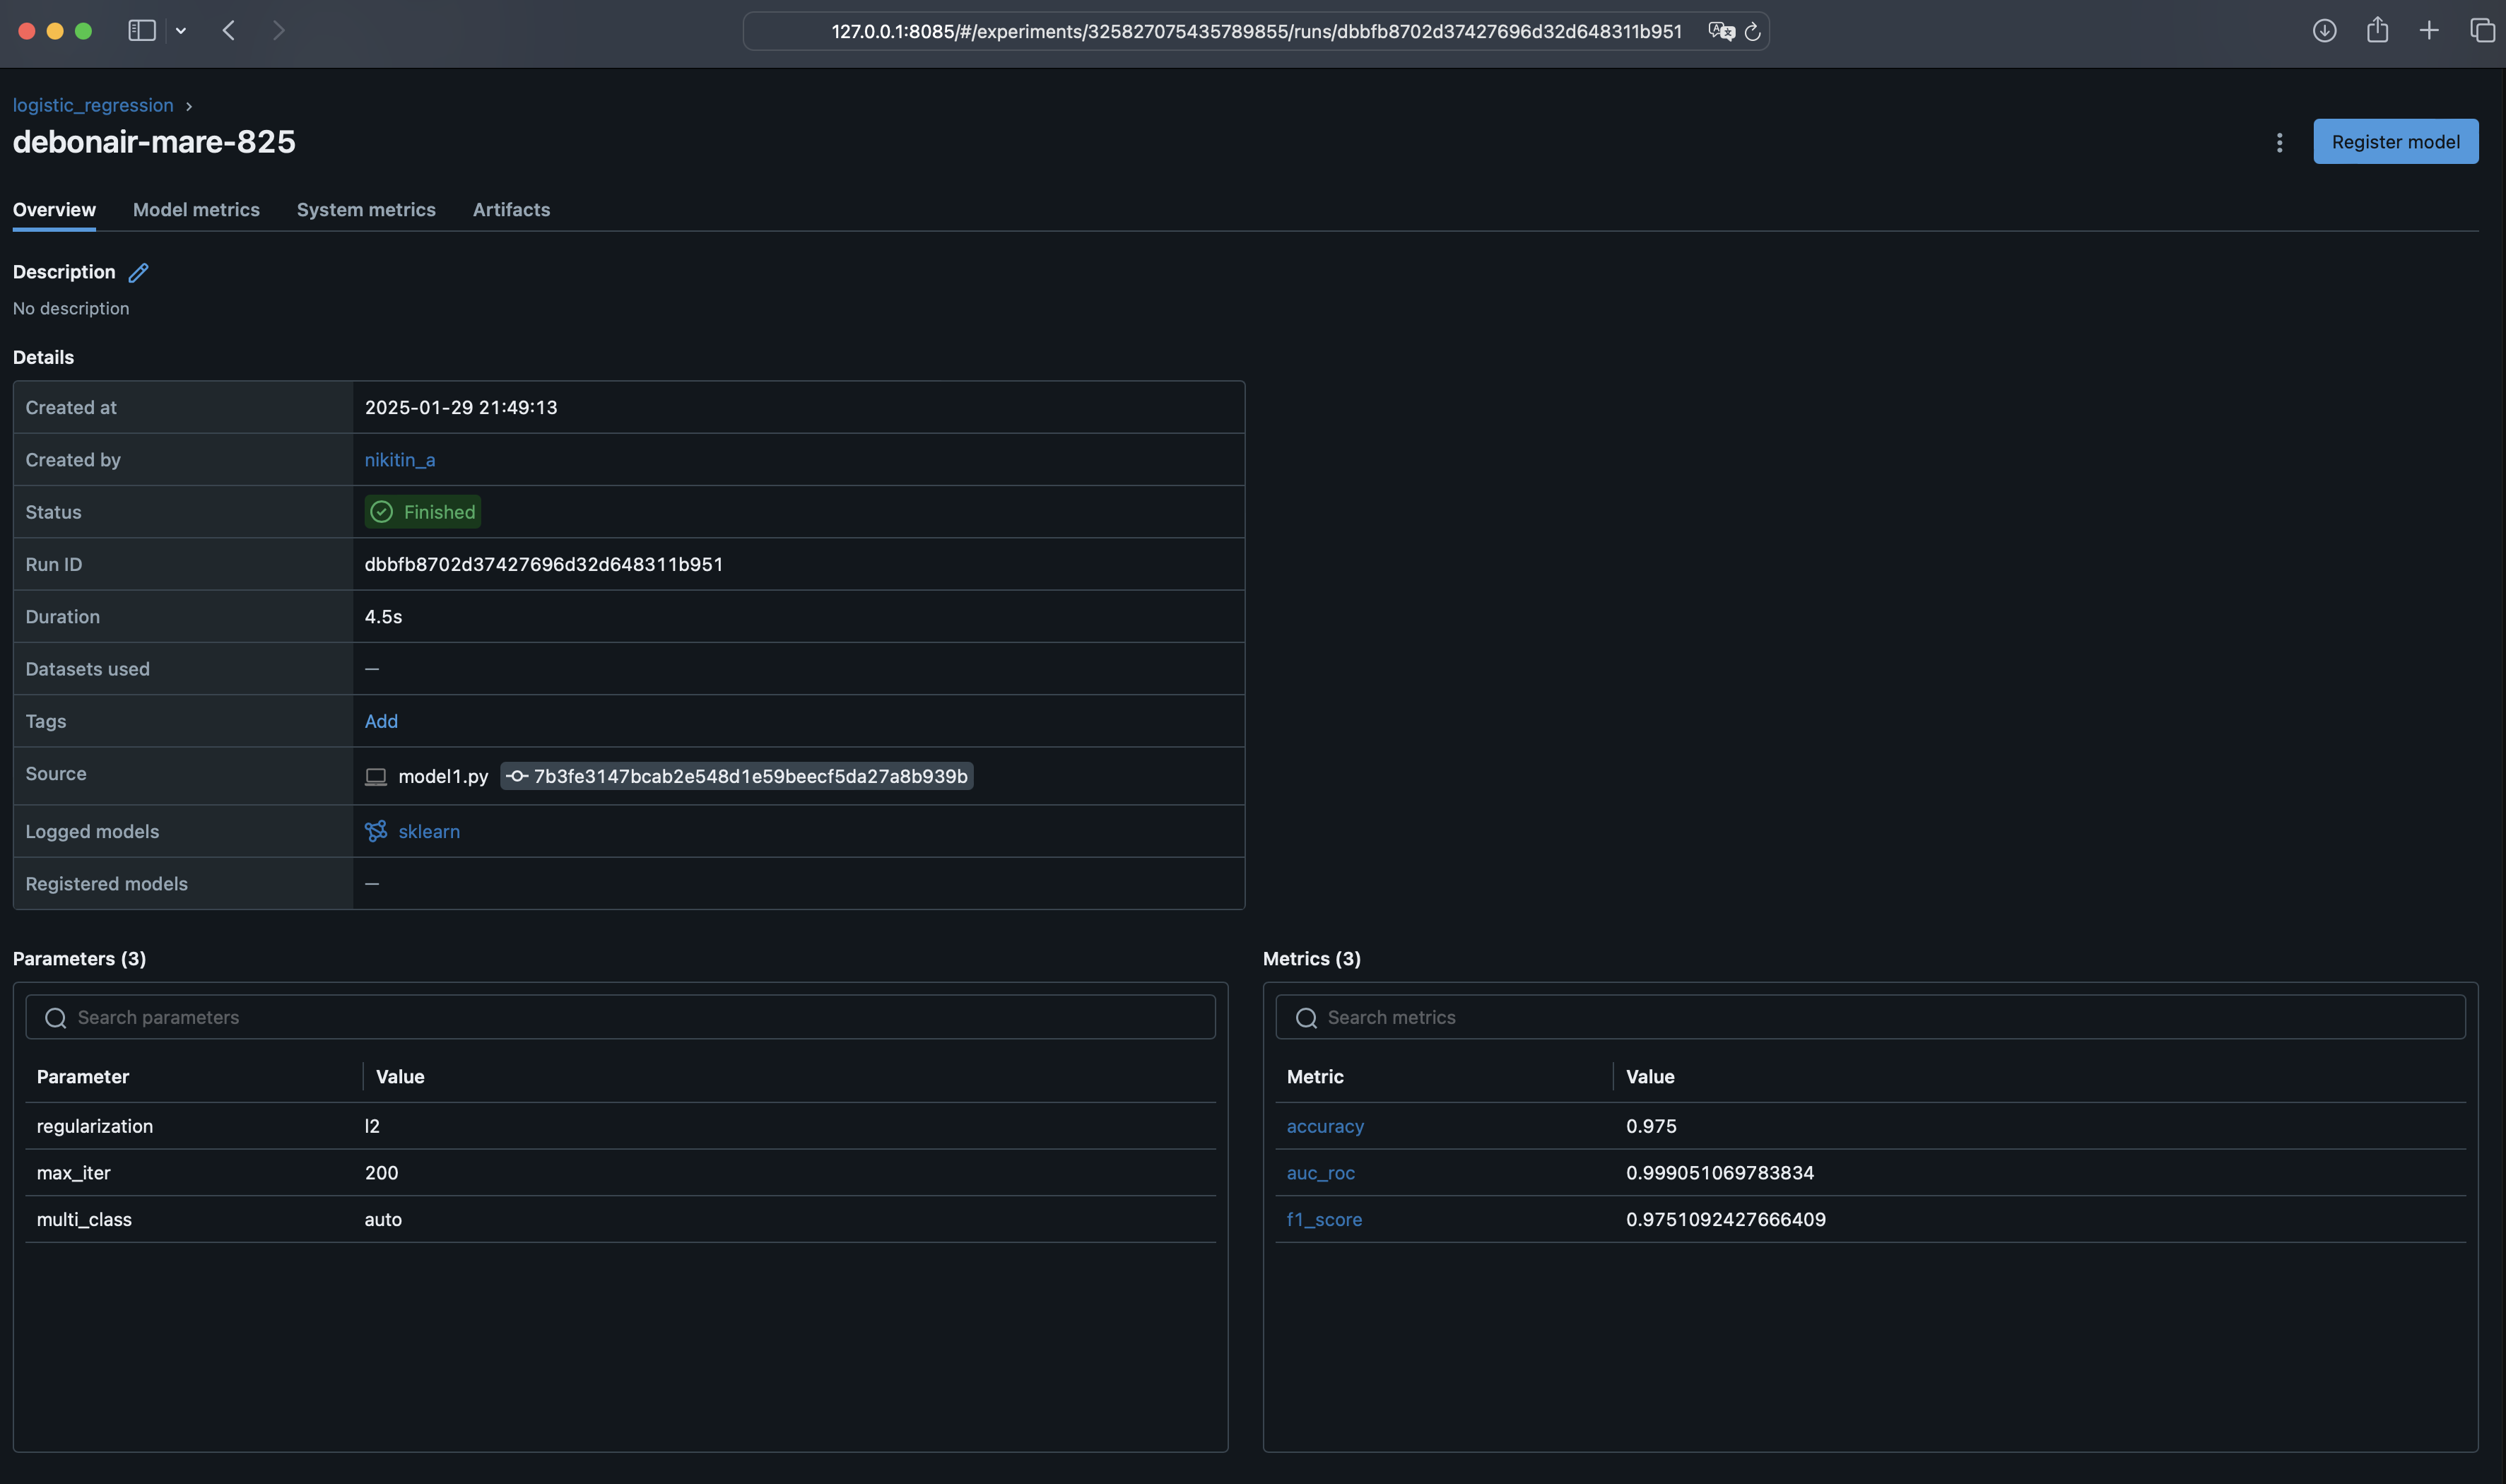 127.0.0.1:8085/#/experiments/325827075435789855/runs/dbbfb8702d37427696d32d648311b951
logistic_regression
debonair-mare-825
Register model
Overview Model metrics System metrics Artifacts
Description
No description
Details
Created at 2025-01-29 21:49:13
Created by nikitin_a
Status Finished
Run ID dbbfb8702d37427696d32d648311b951
Duration 4.5s
Datasets used —
Tags Add
Source model1.py 7b3fe3147bcab2e548d1e59beecf5da27a8b939b
Logged models sklearn
Registered models —
Parameters (3)
Search parameters
Parameter Value
regularization l2
max_iter 200
multi_class auto
Metrics (3)
Search metrics
Metric Value
accuracy 0.975
auc_roc 0.999051069783834
f1_score 0.9751092427666409